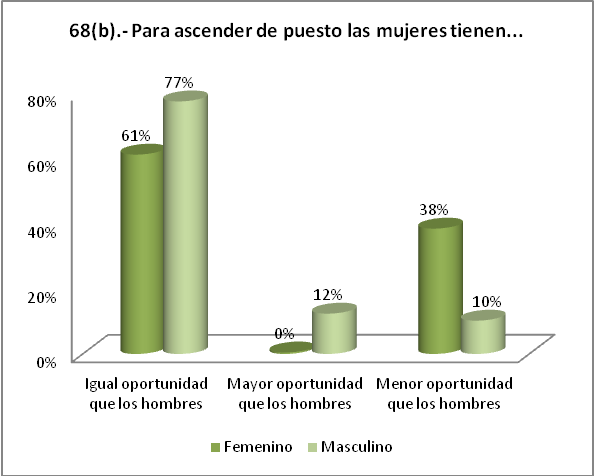 68(b).- Para ascender de puesto las mujeres tienen...
77%
80%
61%
60%
38%
40%
20%
12%
10%
0%
0%
Igual oportunidad
que los hombres
Mayor oportunidad
que los hombres
Menor oportunidad
que los hombres
Femenino
Masculino